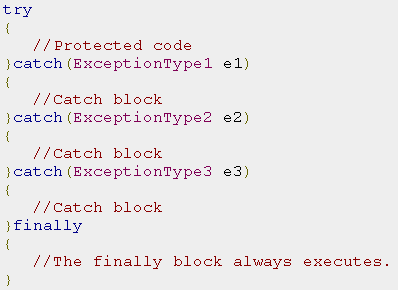 try
{
//Protected code
}catch(ExceptionType1 e1)
{
//Catch block
}catch(ExceptionType2 e2)
{
//Catch block
}catch(ExceptionType3 e3)
{
//Catch block
}finally
{
//The finally block always executes.
}